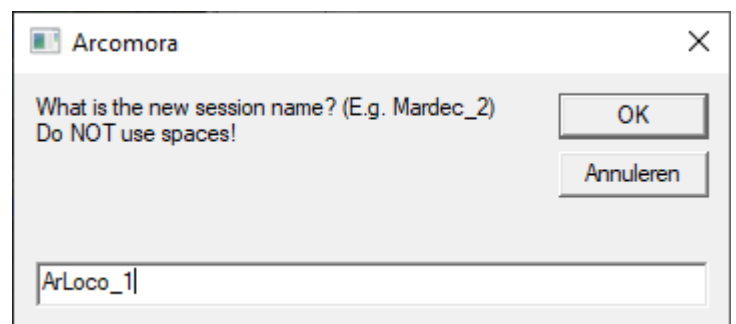 Arcomora
What is the new session name? (E.g. Mardec_2)
Do NOT use spaces!
OK
Annuleren
ArLoco_1